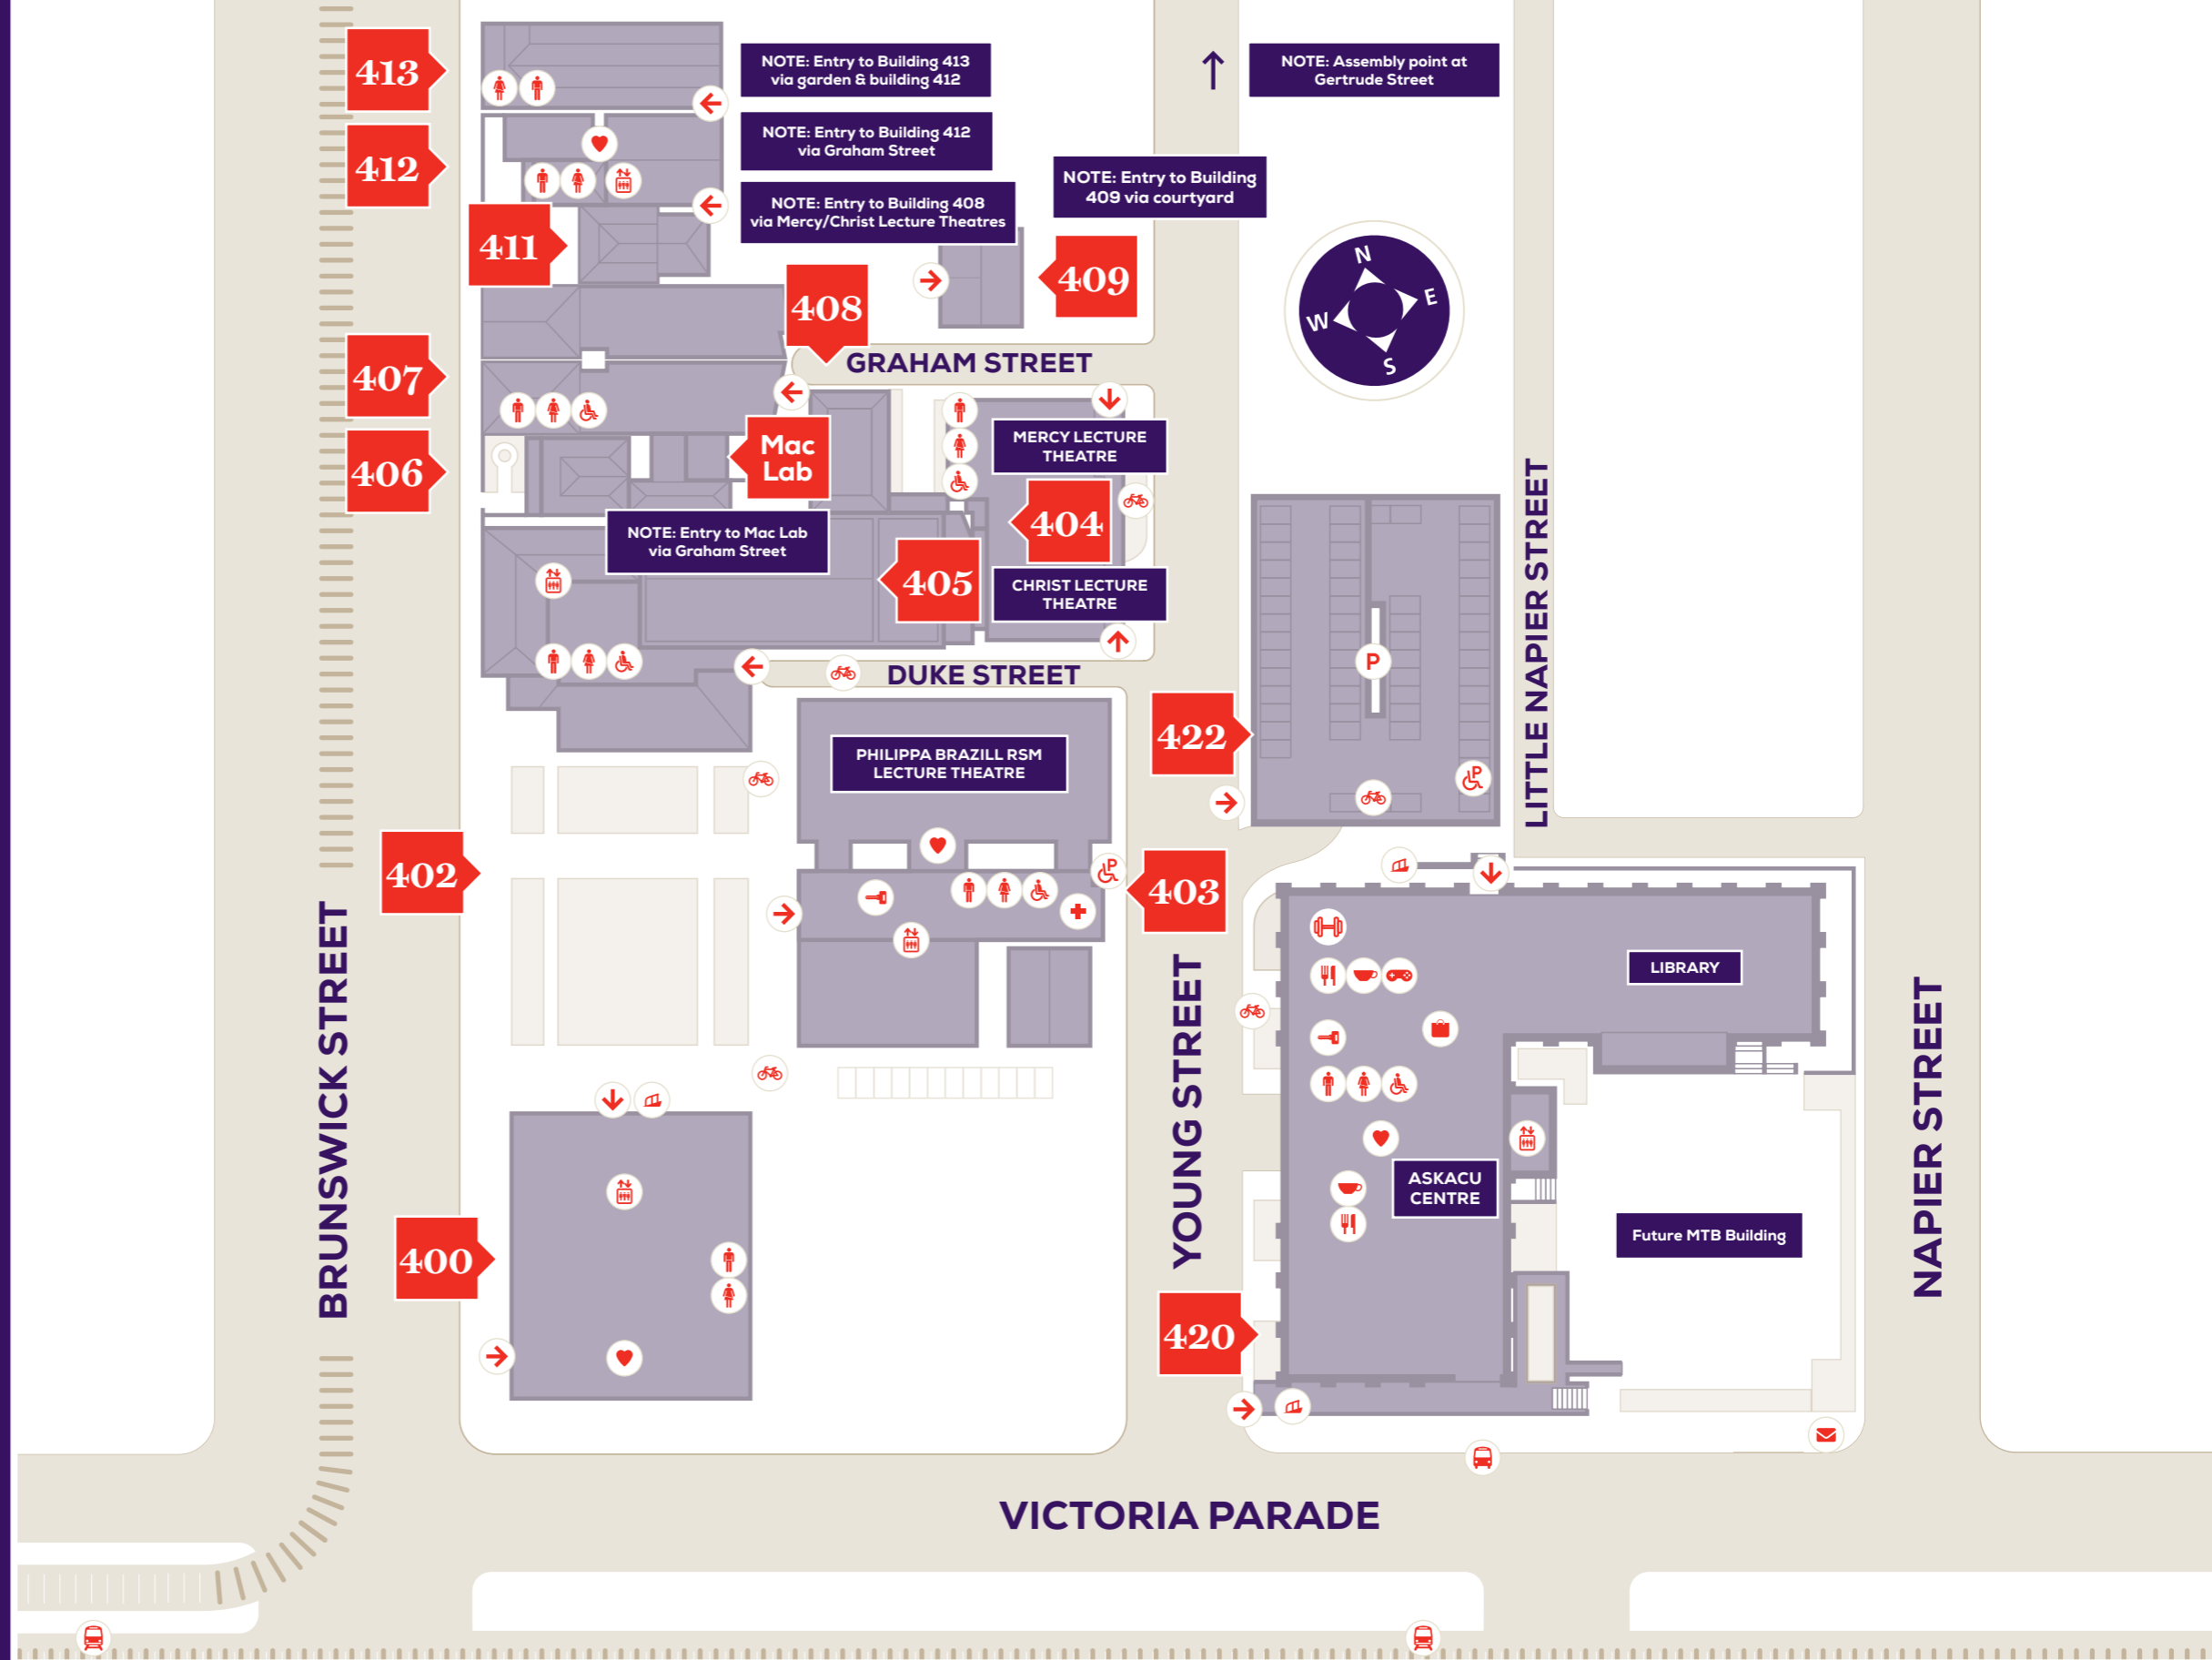 413
NOTE: Entry to Building 413
via garden & building 412
NOTE: Assembly point at
Gertrude Street
412
NOTE: Entry to Building 412
via Graham Street
NOTE: Entry to Building 408
via Mercy/Christ Lecture Theatres
NOTE: Entry to Building
409 via courtyard
411
409
408
N
E
W
S
GRAHAM STREET
407
406
Mac
Lab
MERCY LECTURE
THEATRE
404
NOTE: Entry to Mac Lab
via Graham Street
405
CHRIST LECTURE
THEATRE
DUKE STREET
P
422
LITTLE NAPIER STREET
PHILIPPA BRAZILL RSM
LECTURE THEATRE
P
402
P
403
BRUNSWICK STREET
YOUNG STREET
LIBRARY
NAPIER STREET
ASKACU
CENTRE
Future MTB Building
400
420
VICTORIA PARADE